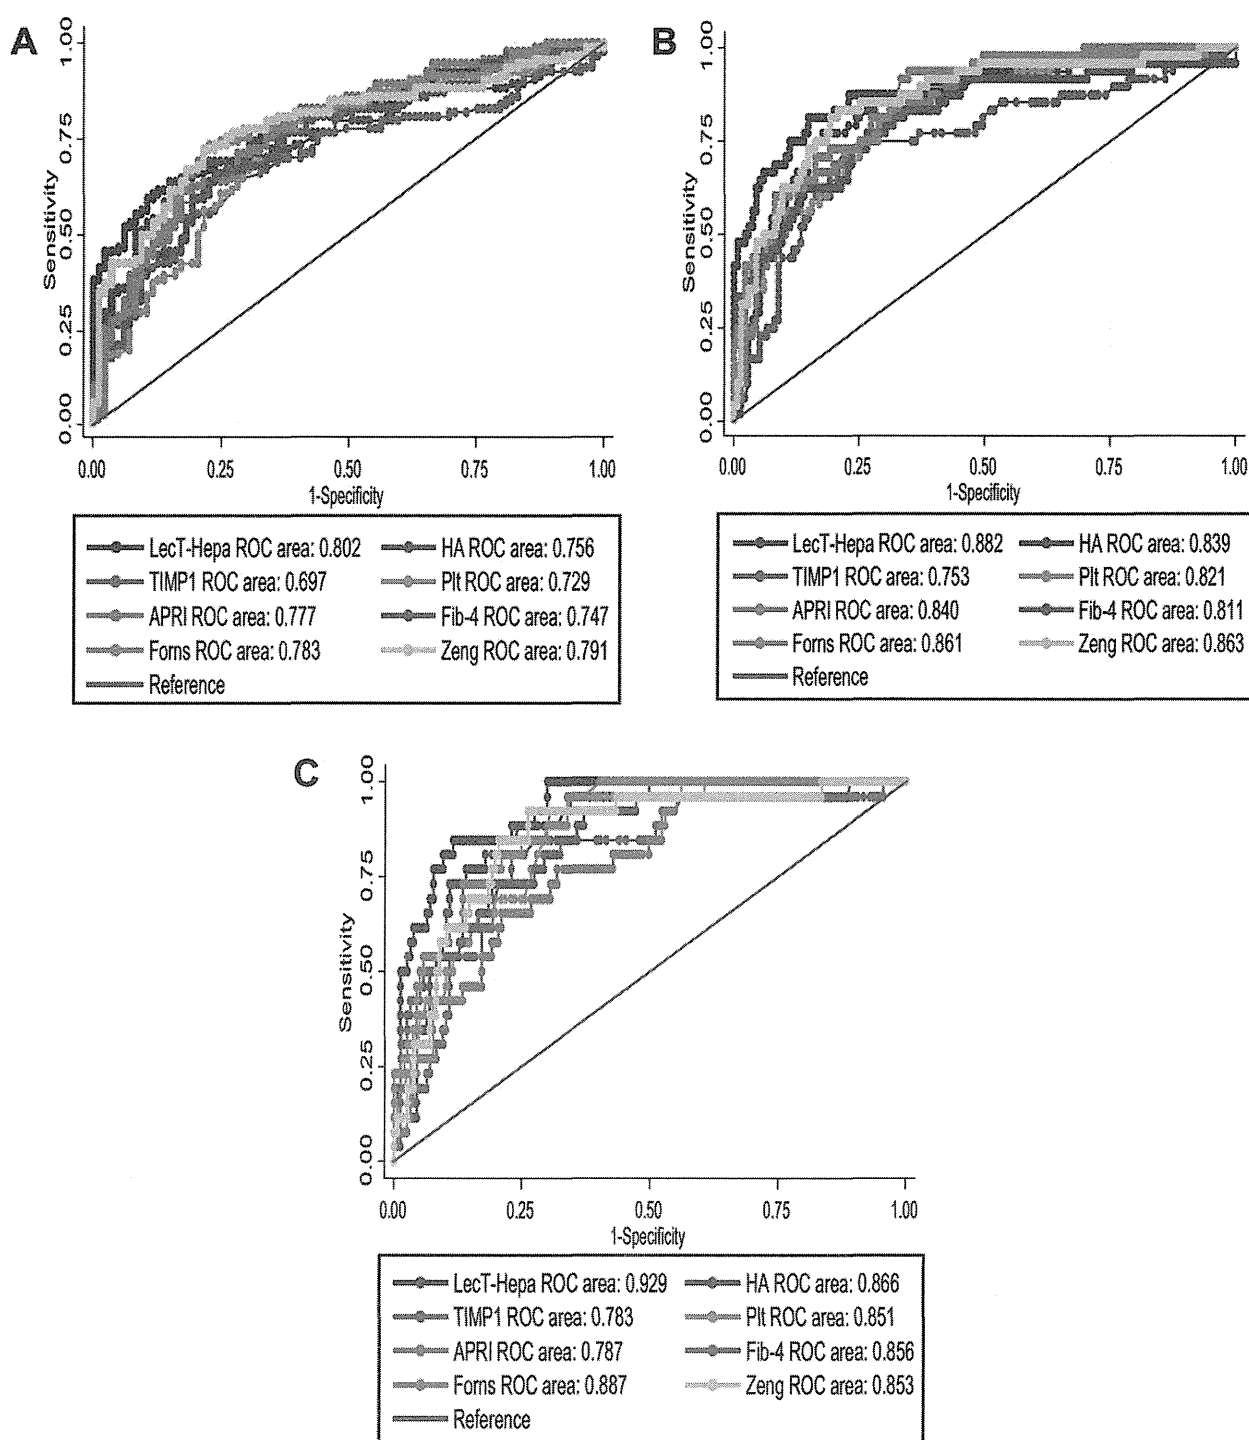 A
1.00
0.75
0.50
0.25
0.00
Sensitivity
0.00 0.25 0.50 0.75 1.00
1-Specificity
LecT-Hepa ROC area: 0.802 HA ROC area: 0.756
TIMP1 ROC area: 0.697 Plt ROC area: 0.729
APRI ROC area: 0.777 Fib-4 ROC area: 0.747
Forns ROC area: 0.783 Zeng ROC area: 0.791
Reference
B
1.00
0.75
0.50
0.25
0.00
Sensitivity
0.00 0.25 0.50 0.75 1.00
1-Specificity
LecT-Hepa ROC area: 0.882 HA ROC area: 0.839
TIMP1 ROC area: 0.753 Plt ROC area: 0.821
APRI ROC area: 0.840 Fib-4 ROC area: 0.811
Forns ROC area: 0.861 Zeng ROC area: 0.863
Reference
C
1.00
0.75
0.50
0.25
0.00
Sensitivity
0.00 0.25 0.50 0.75 1.00
1-Specificity
LecT-Hepa ROC area: 0.929 HA ROC area: 0.866
TIMP1 ROC area: 0.783 Plt ROC area: 0.851
APRI ROC area: 0.787 Fib-4 ROC area: 0.856
Forns ROC area: 0.887 Zeng ROC area: 0.853
Reference